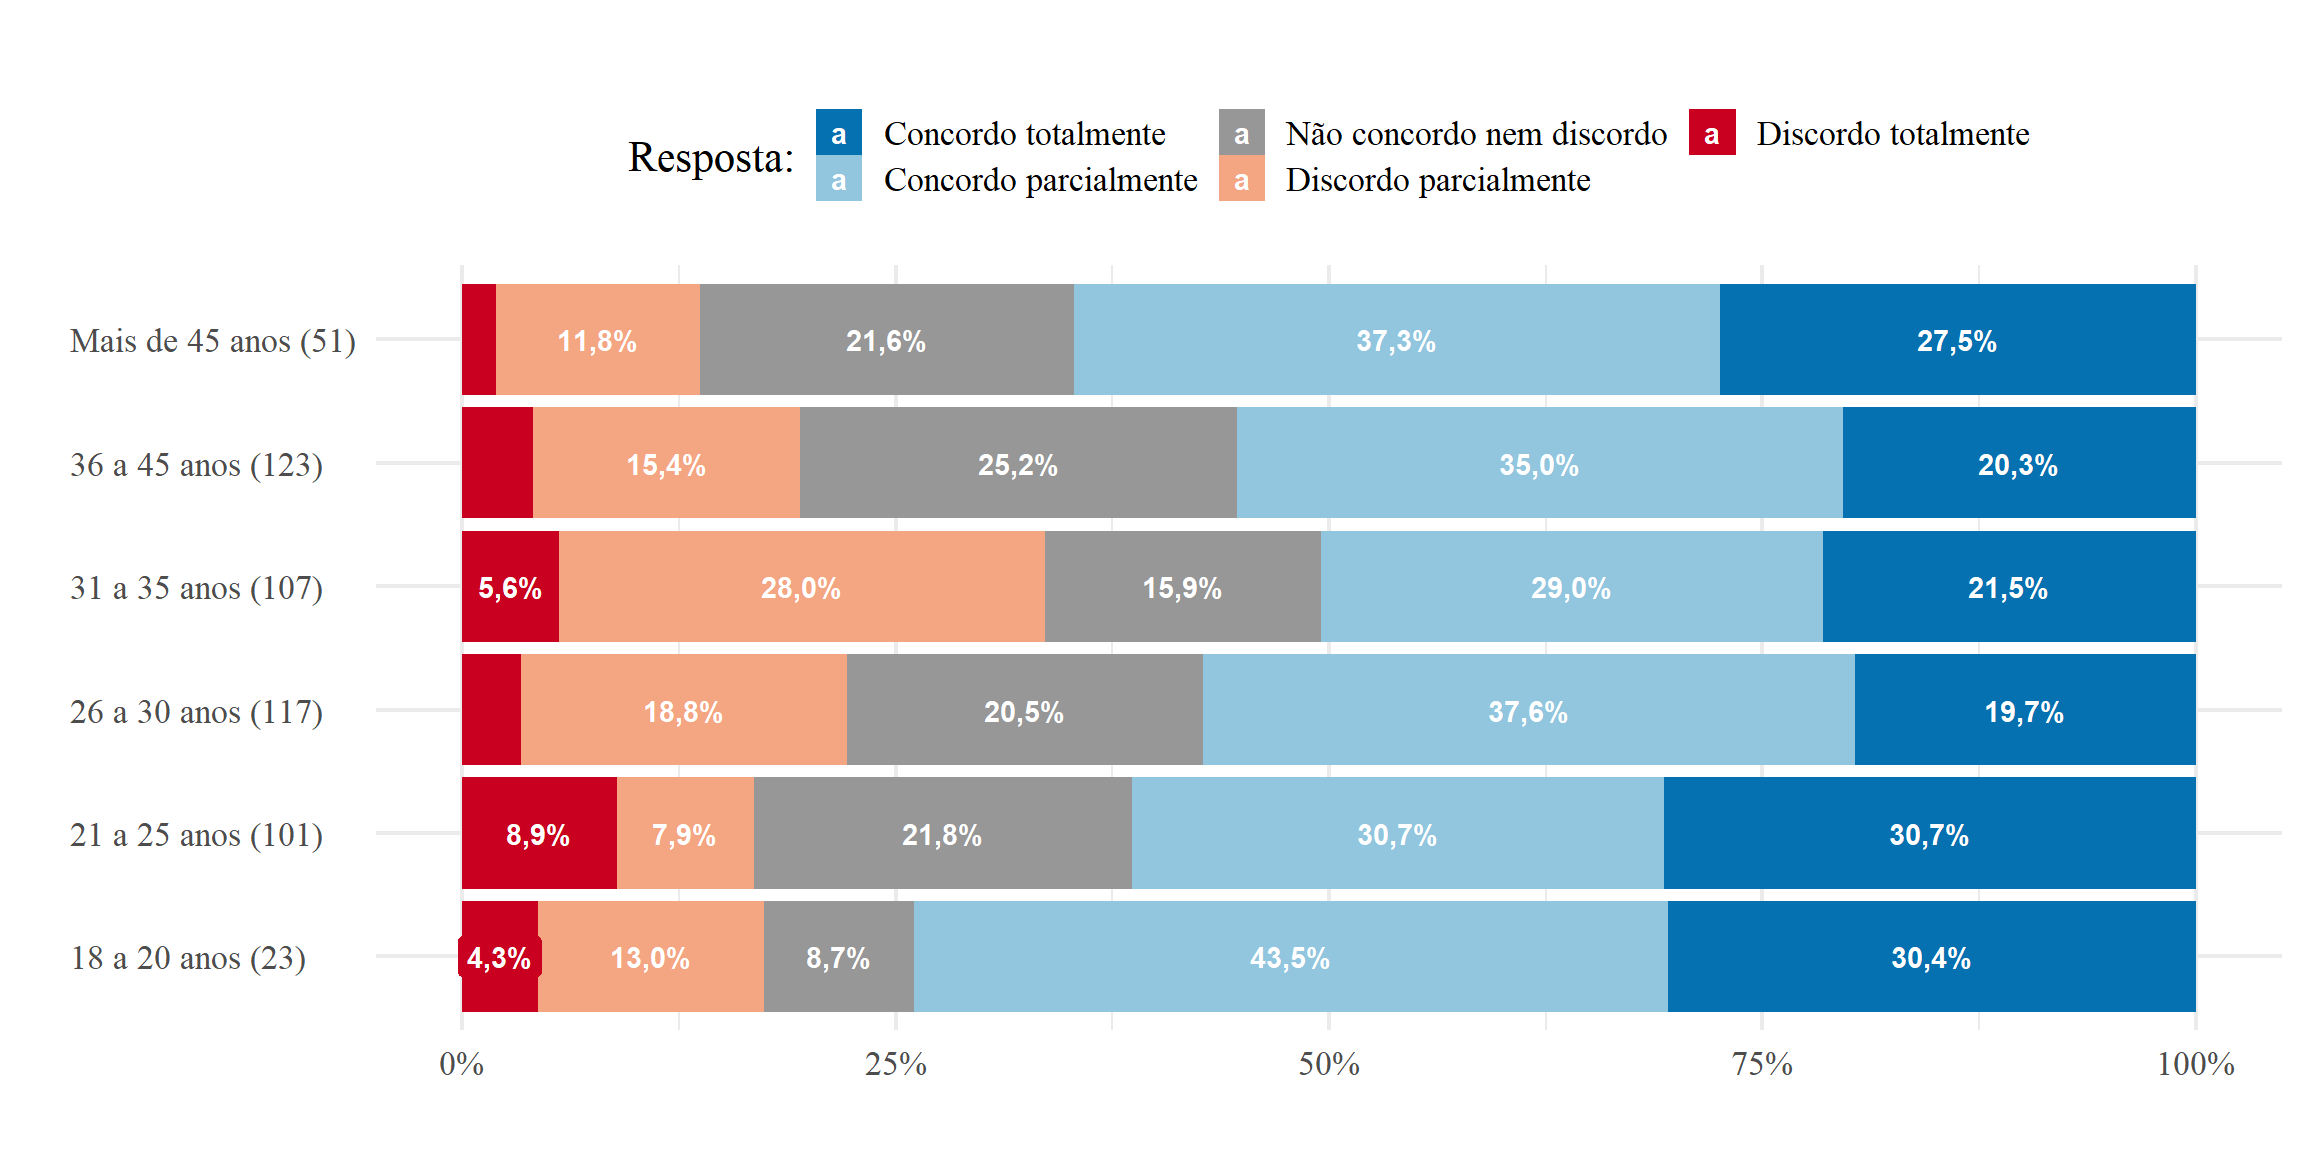 Resposta:
a Concordo totalmente
a Concordo parcialmente
a Não concordo nem discordo
a Discordo parcialmente
a Discordo totalmente
Mais de 45 anos (51) 11,8% 21,6% 37,3% 27,5%
36 a 45 anos (123) 15,4% 25,2% 35,0% 20,3%
31 a 35 anos (107) 5,6% 28,0% 15,9% 29,0% 21,5%
26 a 30 anos (117) 18,8% 20,5% 37,6% 19,7%
21 a 25 anos (101) 8,9% 7,9% 21,8% 30,7% 30,7%
18 a 20 anos (23) 4,3% 13,0% 8,7% 43,5% 30,4%
0% 25% 50% 75% 100%